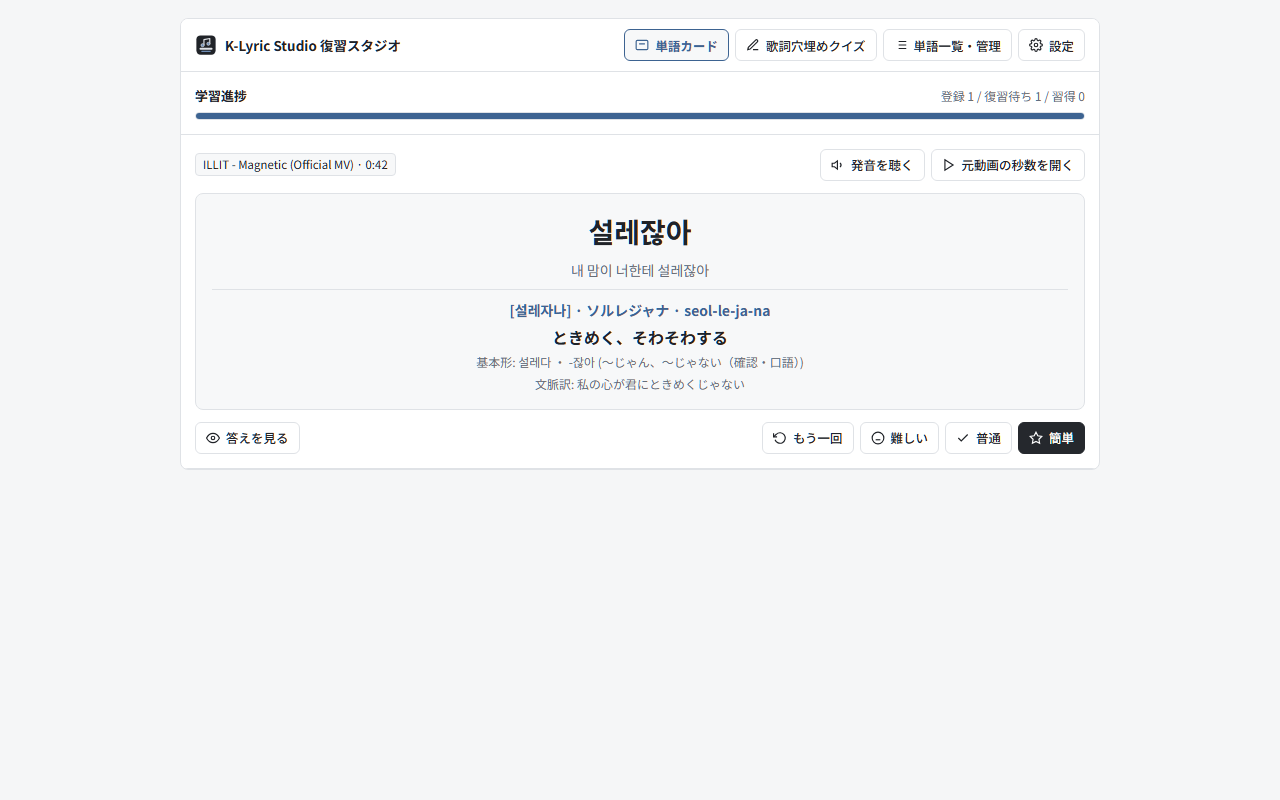 K-Lyric Studio 復習スタジオ
単語カード
歌詞穴埋めクイズ
単語一覧・管理
設定
学習進捗
登録 1 / 復習待ち 1 / 習得 0
ILLIT - Magnetic (Official MV) · 0:42
発音を聴く
元動画の秒数を開く
설레잖아
내 맘이 너한테 설레잖아
[설레자나] · ソルレジャナ · seol-le-ja-na
ときめく、そわそわする
基本形: 설레다 · -잖아 (〜じゃん、〜じゃない（確認・口語）)
文脈訳: 私の心が君にときめくじゃない
答えを見る
もう一回
難しい
普通
簡単